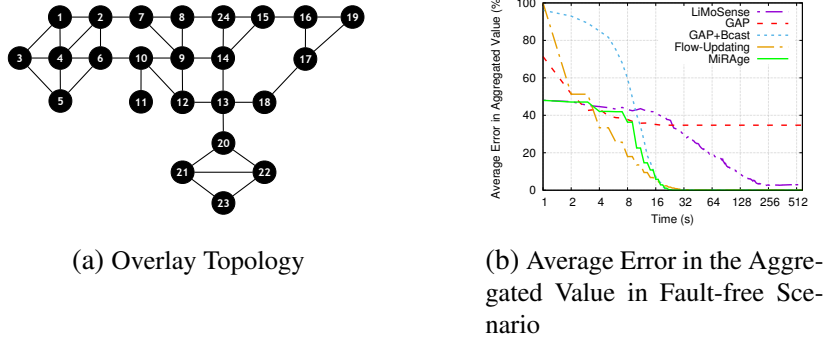 1 2 7 8 24 15 16 19
3 4 6 10 9 14 17
5 11 12 13 18
20
21 22
23
(a) Overlay Topology
Average Error in Aggregated Value (%)
100
80
60
40
20
0
LiMoSense
GAP
GAP+Bcast
Flow-Updating
MiRAge
1 2 4 8 16 32 64 128 256 512
Time (s)
(b) Average Error in the Aggre-
gated Value in Fault-free Sce-
nario